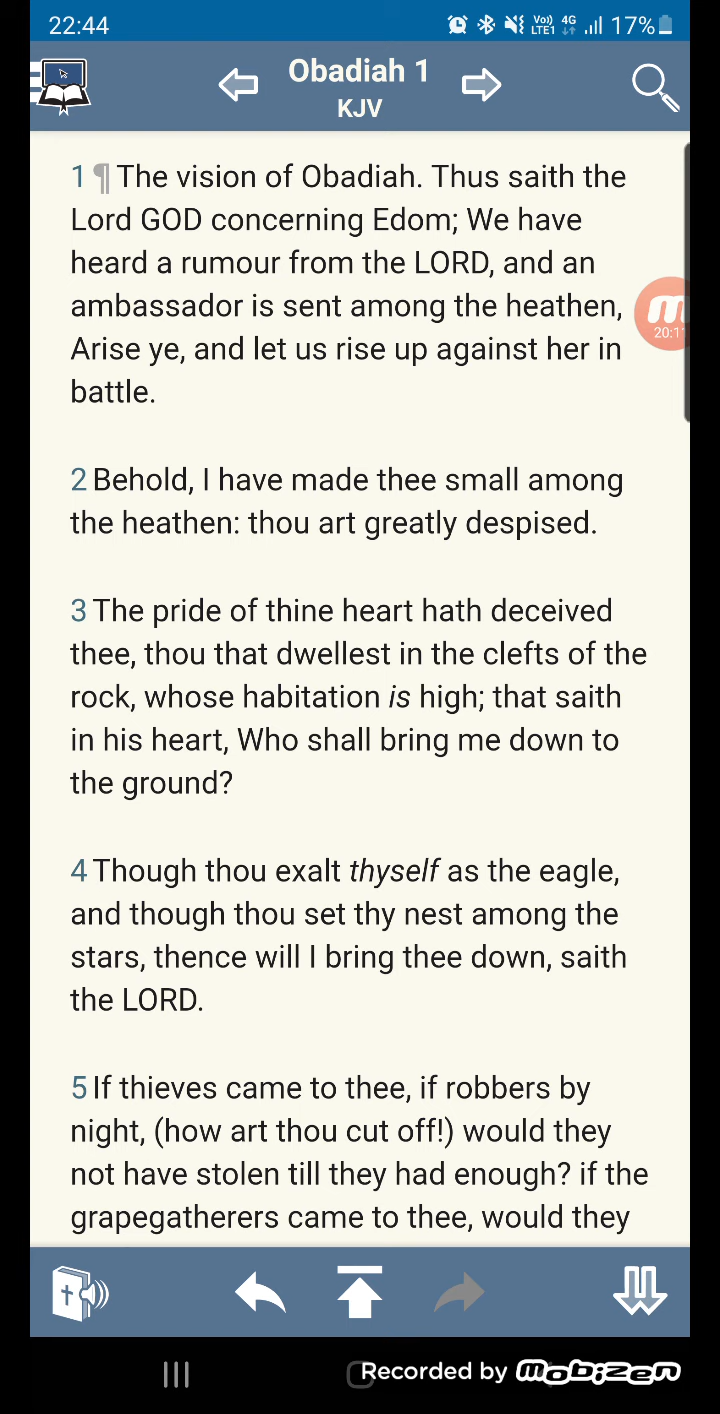 22:44
Vo)) 4G
LTE1
17%
Obadiah 1
KJV
1 ¶ The vision of Obadiah. Thus saith the
Lord GOD concerning Edom; We have
heard a rumour from the LORD, and an
ambassador is sent among the heathen,
Arise ye, and let us rise up against her in
battle.
20:1
2 Behold, I have made thee small among
the heathen: thou art greatly despised.
3 The pride of thine heart hath deceived
thee, thou that dwellest in the clefts of the
rock, whose habitation is high; that saith
in his heart, Who shall bring me down to
the ground?
4 Though thou exalt thyself as the eagle,
and though thou set thy nest among the
stars, thence will I bring thee down, saith
the LORD.
5 If thieves came to thee, if robbers by
night, (how art thou cut off!) would they
not have stolen till they had enough? if the
grapegatherers came to thee, would they
Recorded by mobizen